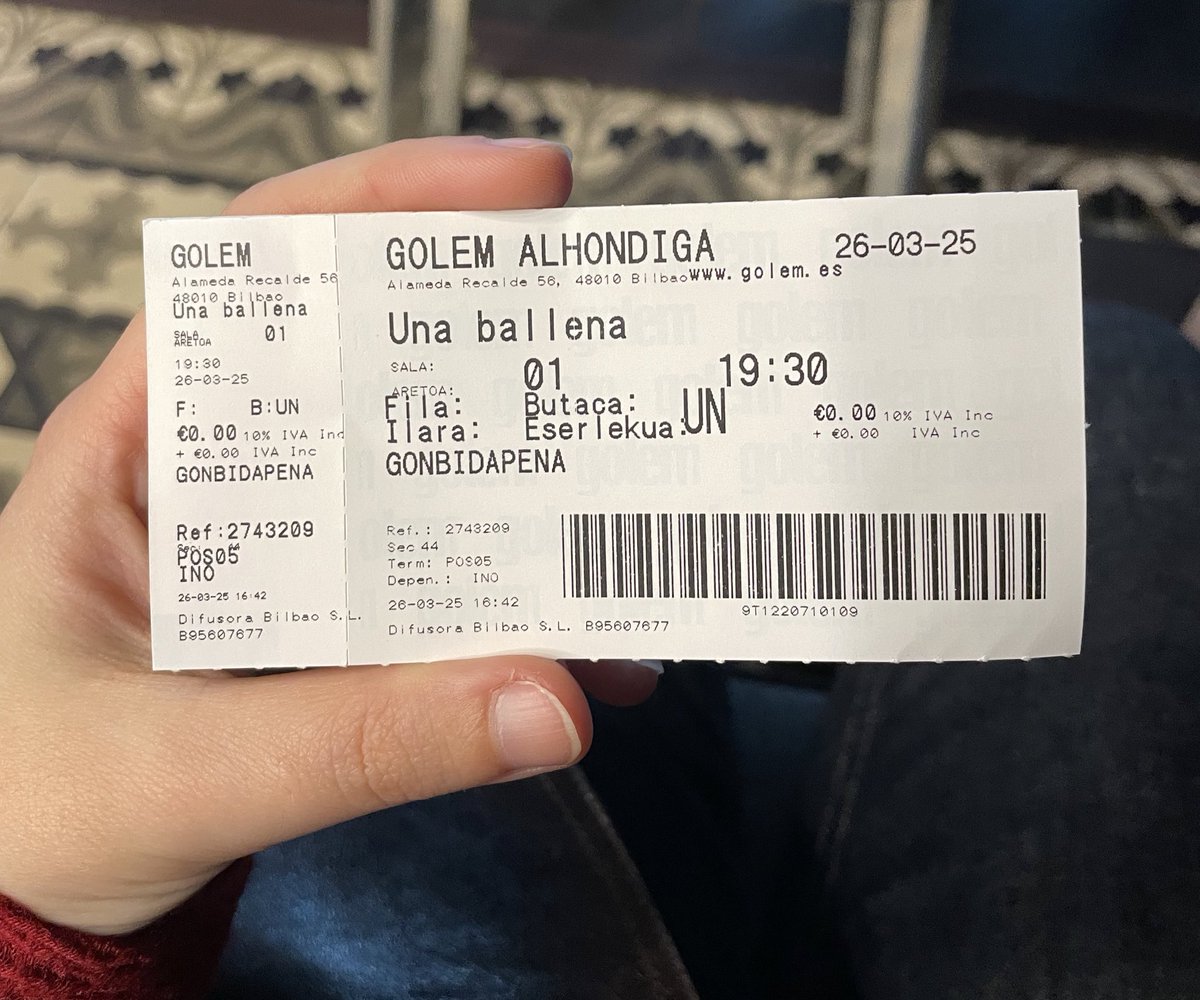 GOLEM
Alameda Recalde 56
48010 Bilbao
Una ballena
SALA
ARETOA 01
19:30
26-03-25
F: B:UN
€0.00 10% IVA Inc
+ €0.00 IVA Inc
GONBIDAPENA
Ref:2743209
POS05
INO
26-03-25 16:42
Difusora Bilbao S.L.
B95607677
GOLEM ALHONDIGA 26-03-25
Alameda Recalde 56, 48010 Bilbao www.golem.es
Una ballena
SALA: 01 19:30
ARETOA:
Fila: Butaca: UN €0.00 10% IVA Inc
Ilara: Eserlekua: + €0.00 IVA Inc
GONBIDAPENA
Ref.: 2743209
Sec 44
Term: POS05
Depen.: INO
26-03-25 16:42
9T1220710109
Difusora Bilbao S.L. B95607677